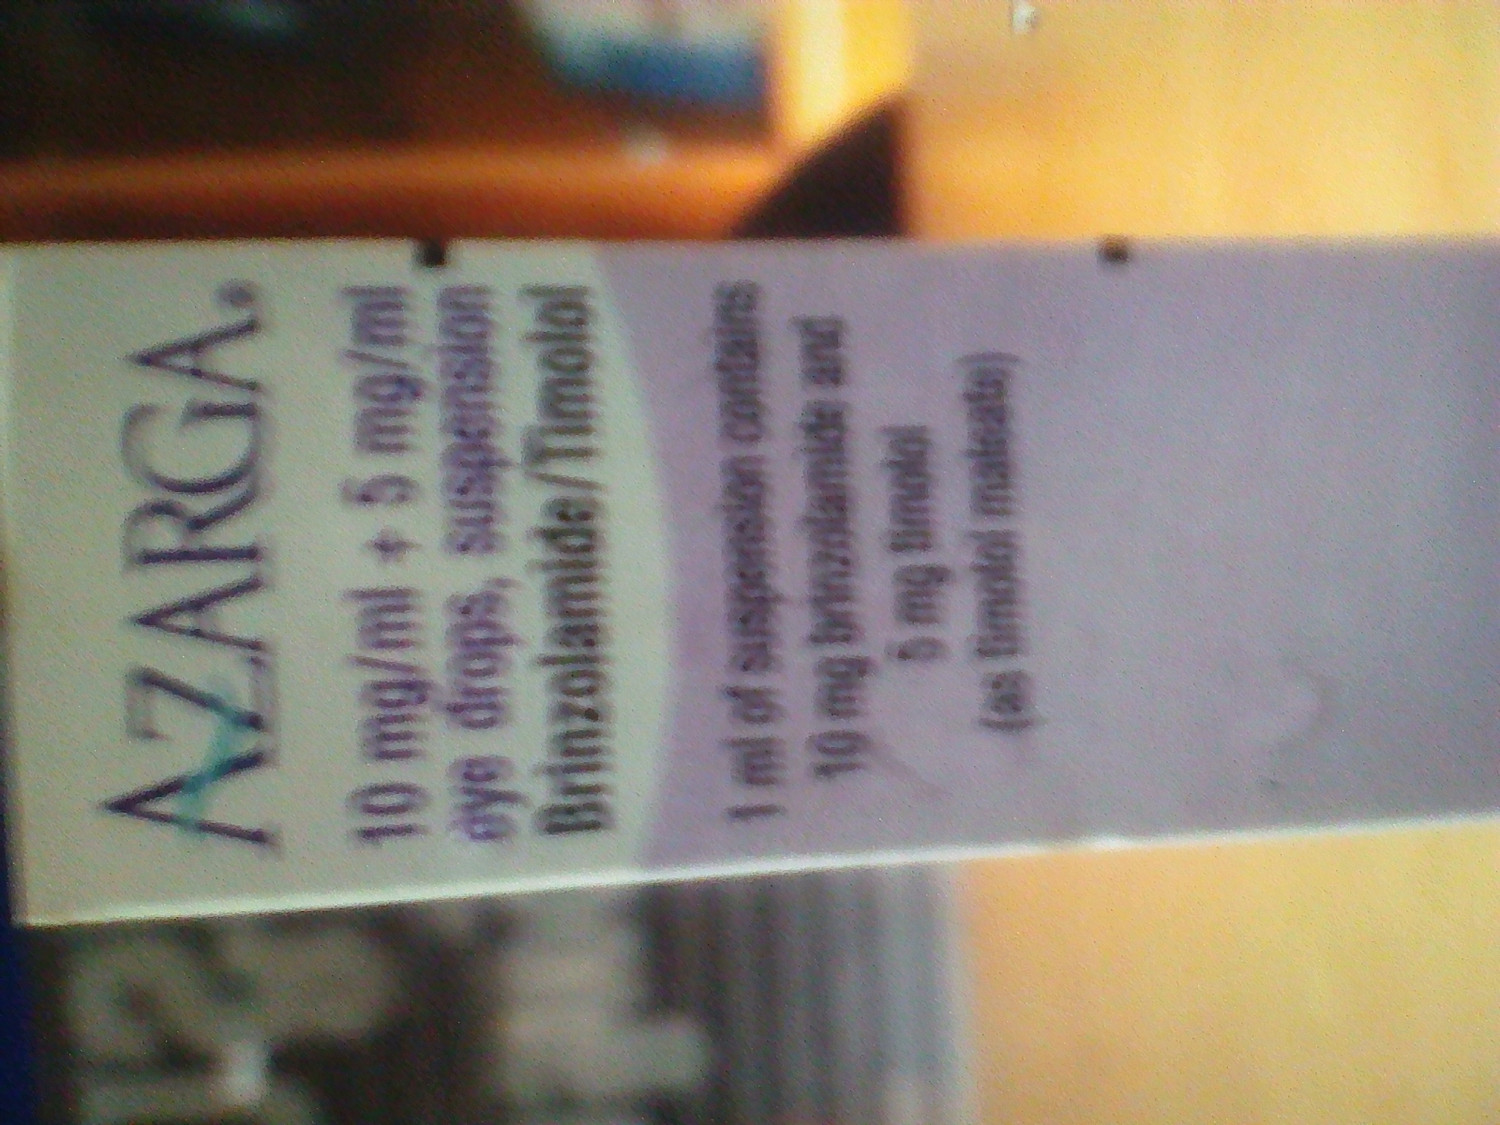 AZARGA®
10 mg/ml + 5 mg/ml
eye drops, suspension
Brinzolamide/Timolol
1 ml of suspension contains
10 mg brinzolamide and
5 mg timolol
(as timolol maleate)